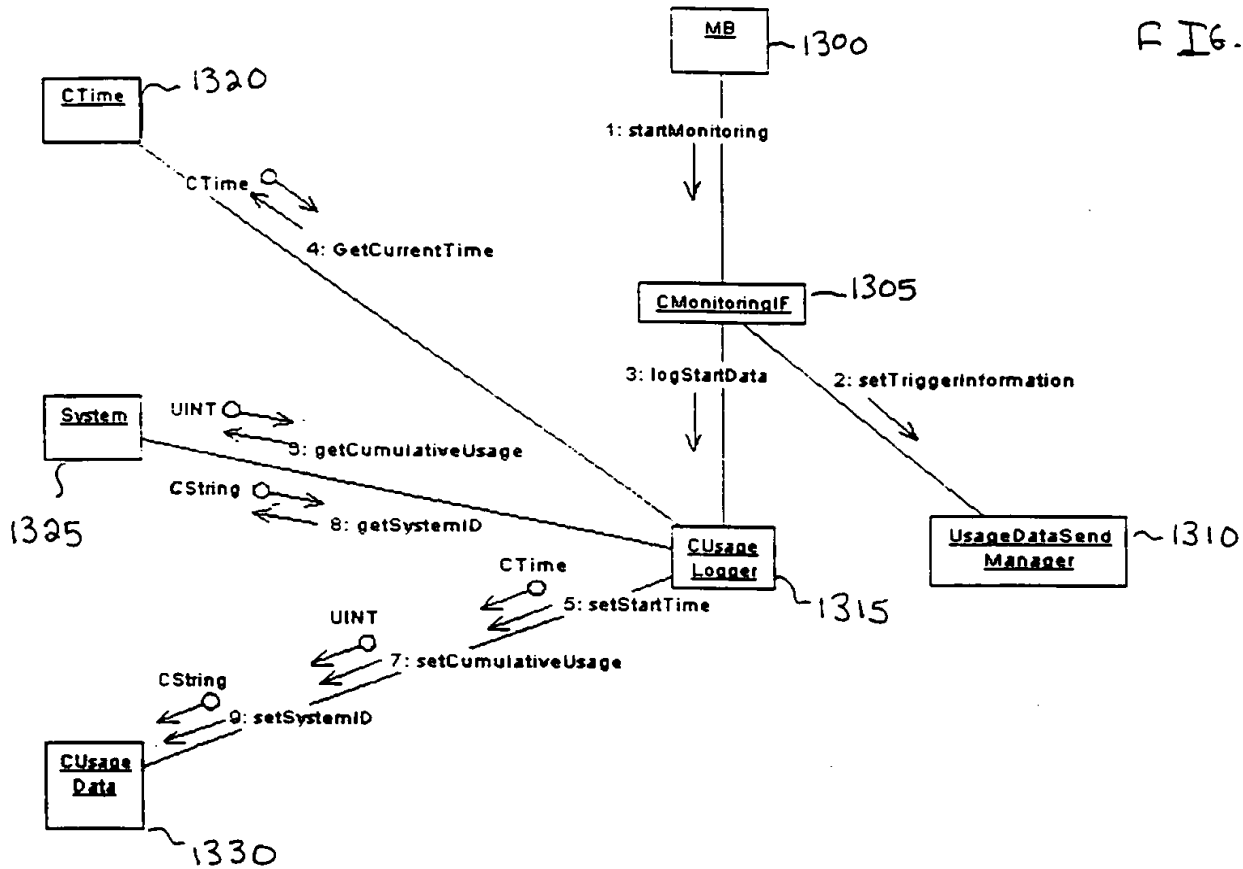 MB
1300
F IG.
1320
CTime
1: startMonitoring
CTime
4: GetCurrentTime
CMonitoringIF
1305
3: logStartData
2: setTriggerInformation
System
UINT
getCumulativeUsage
CString
8: getSystemID
1325
CUsage
Logger
1315
UsageDataSend
Manager
1310
CTime
5: setStartTime
UINT
7: setCumulativeUsage
CString
9: setSystemID
CUsage
Data
1330